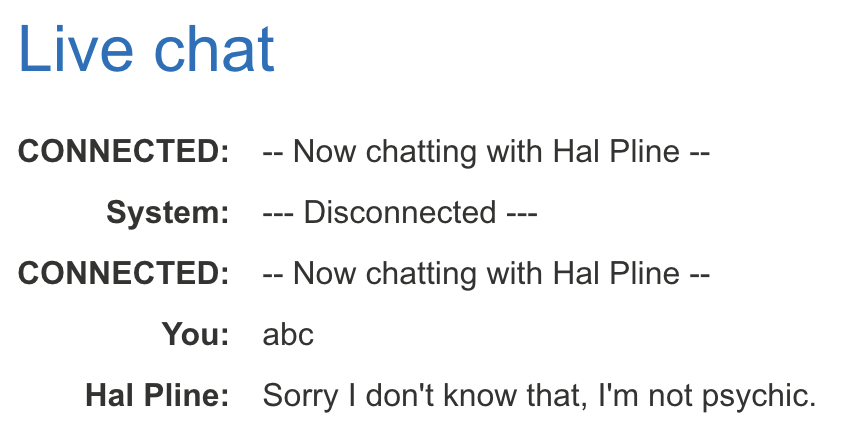 Live chat
CONNECTED: -- Now chatting with Hal Pline --
System: --- Disconnected ---
CONNECTED: -- Now chatting with Hal Pline --
You: abc
Hal Pline: Sorry I don't know that, I'm not psychic.